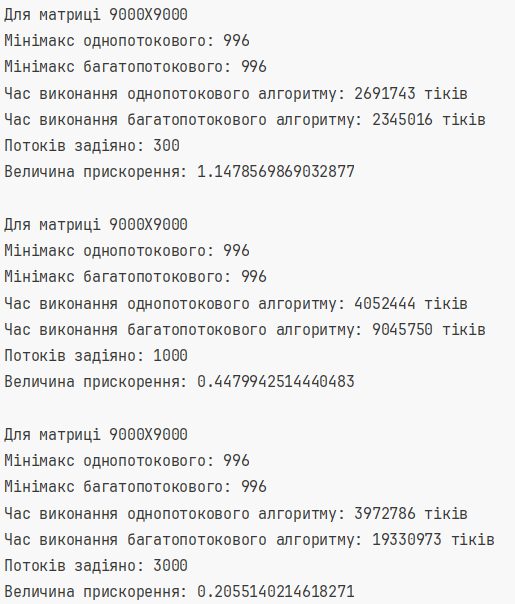 Для матриці 9000X9000
Мінімакс однопотокового: 996
Мінімакс багатопотокового: 996
Час виконання однопотокового алгоритму: 2691743 тіків
Час виконання багатопотокового алгоритму: 2345016 тіків
Потоків задіяно: 300
Величина прискорення: 1.1478569869032877
Для матриці 9000X9000
Мінімакс однопотокового: 996
Мінімакс багатопотокового: 996
Час виконання однопотокового алгоритму: 4052444 тіків
Час виконання багатопотокового алгоритму: 9045750 тіків
Потоків задіяно: 1000
Величина прискорення: 0.4479942514440483
Для матриці 9000X9000
Мінімакс однопотокового: 996
Мінімакс багатопотокового: 996
Час виконання однопотокового алгоритму: 3972786 тіків
Час виконання багатопотокового алгоритму: 19330973 тіків
Потоків задіяно: 3000
Величина прискорення: 0.2055140214618271